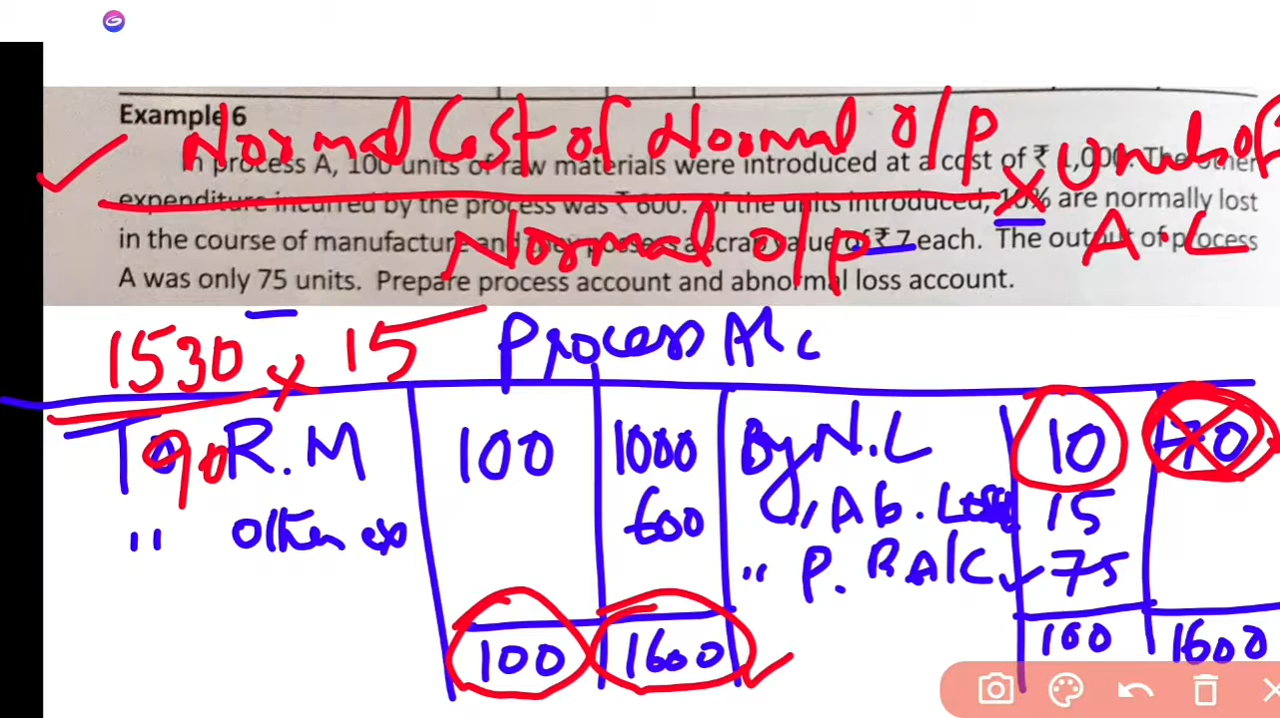 Example 6
Normal Cost of Normal o/p
Normal o/p
× Unit of
A.L
In process A, 100 units of raw materials were introduced at a cost of ₹ 1,000. The other
expenditure incurred by the process was ₹ 600. Of the units introduced, 10% are normally lost
in the course of manufacture and they possess a scrap value of ₹ 7 each. The output of process
A was only 75 units. Prepare process account and abnormal loss account.
1530 × 15
90
Process A/c
To R.M 100 1000 By N.L 10 70
" Other ex 600 " Ab. Loss 15
" P. B A/C 75
100 1600 100 1600